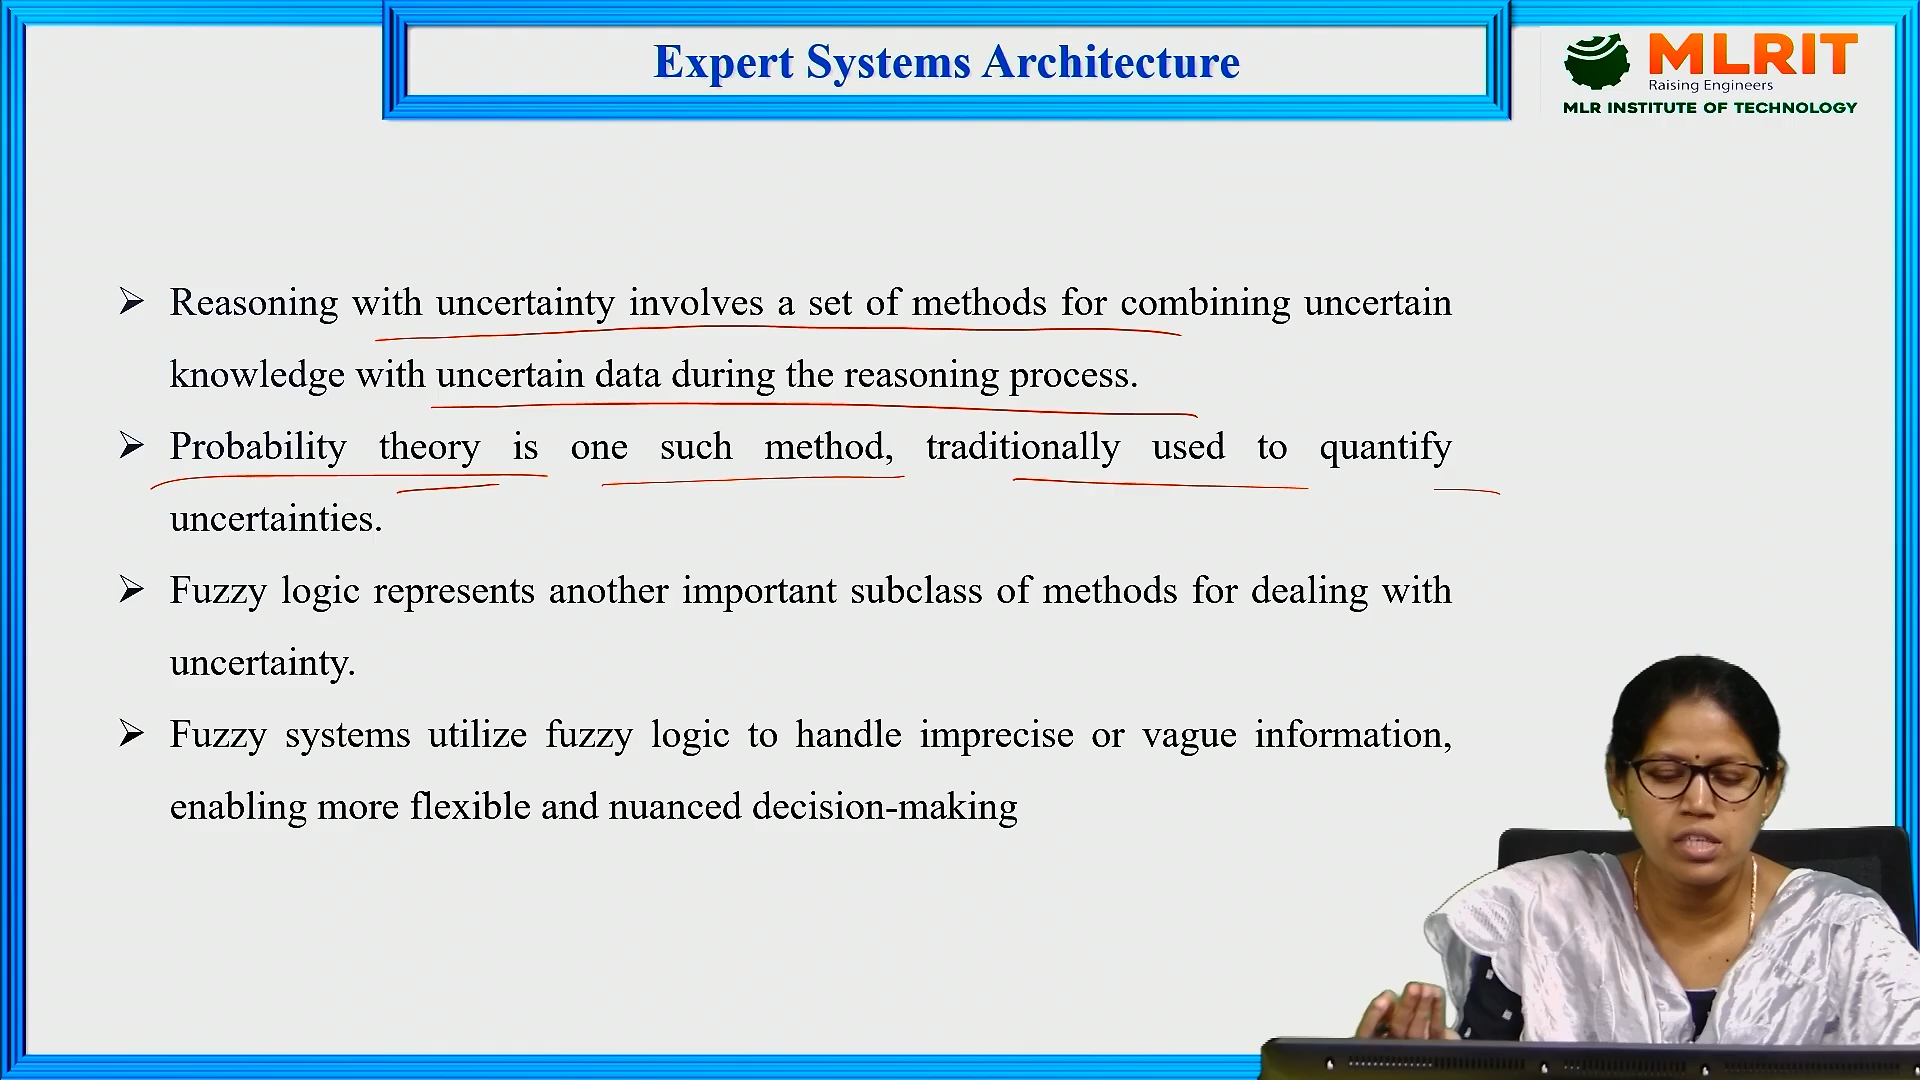 Expert Systems Architecture
MLRIT
Raising Engineers
MLR INSTITUTE OF TECHNOLOGY
➢ Reasoning with uncertainty involves a set of methods for combining uncertain
knowledge with uncertain data during the reasoning process.
➢ Probability theory is one such method, traditionally used to quantify
uncertainties.
➢ Fuzzy logic represents another important subclass of methods for dealing with
uncertainty.
➢ Fuzzy systems utilize fuzzy logic to handle imprecise or vague information,
enabling more flexible and nuanced decision-making